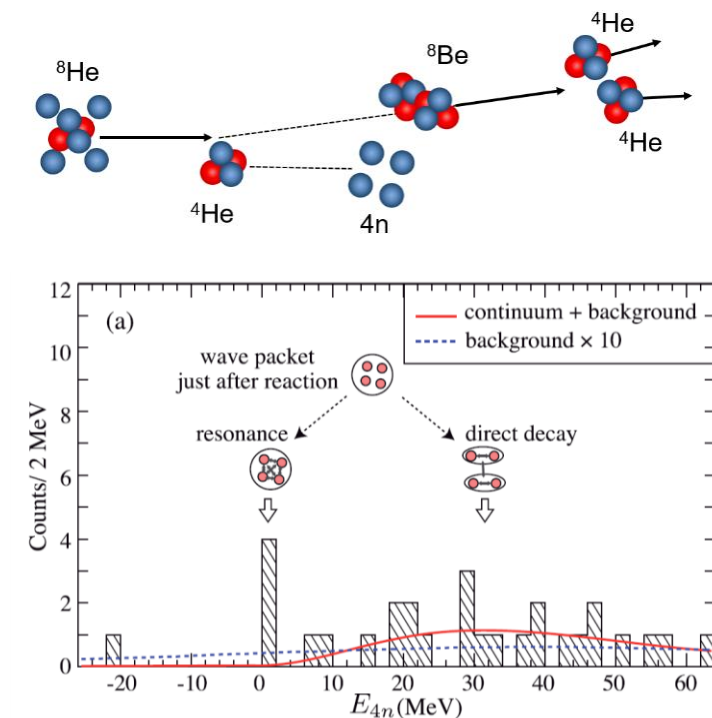 ⁴He
⁸Be
⁸He
⁴He
⁴He
4n
12
10
8
6
4
2
0
Counts/ 2 MeV
(a)
continuum + background
background × 10
wave packet
just after reaction
resonance
direct decay
-20 -10 0 10 20 30 40 50 60
E₄ₙ(MeV)